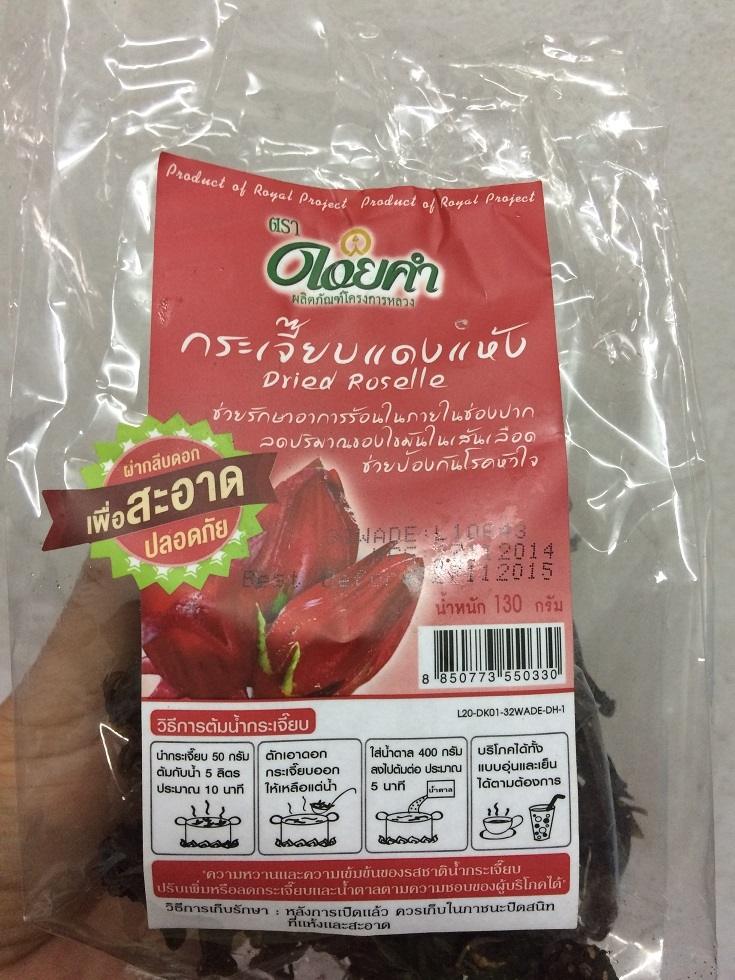 Product of Royal Project Product of Royal Project
ตรา
ดอยคำ
ผลิตภัณฑ์โครงการหลวง
กระเจี๊ยบแดงแห้ง
Dried Roselle
ช่วยรักษาอาการร้อนในภายในช่องปาก
ลดปริมาณของไขมันในเส้นเลือด
ช่วยป้องกันโรคหัวใจ
ผ่ากลีบดอก
เพื่อสะอาด
ปลอดภัย
2014
Best Before 2015
น้ำหนัก 130 กรัม
8 850773 550330
L20-DK01-32WADE-DH-1
วิธีการต้มน้ำกระเจี๊ยบ
นำกระเจี๊ยบ 50 กรัม
ต้มกับน้ำ 5 ลิตร
ประมาณ 10 นาที
ตักเอาดอก
กระเจี๊ยบออก
ให้เหลือแต่น้ำ
ใส่น้ำตาล 400 กรัม
ลงไปต้มต่อ ประมาณ
5 นาที
น้ำตาล
บริโภคได้ทั้ง
แบบอุ่นและเย็น
ได้ตามต้องการ
'ความหวานและความเข้มข้นของรสชาติน้ำกระเจี๊ยบ
ปรับเพิ่มหรือลดกระเจี๊ยบและน้ำตาลตามความชอบของผู้บริโภคได้'
วิธีการเก็บรักษา : หลังการเปิดแล้ว ควรเก็บในภาชนะปิดสนิท
ที่แห้งและสะอาด